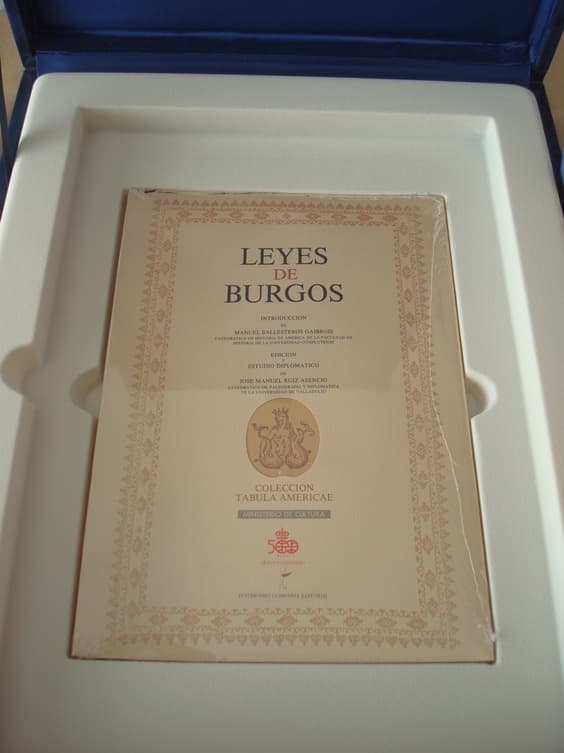 LEYES
DE
BURGOS
INTRODUCCION
DE
MANUEL BALLESTEROS GAIBROIS
CATEDRATICO DE HISTORIA DE AMERICA DE LA FACULTAD DE
HISTORIA DE LA UNIVERSIDAD COMPLUTENSE
EDICION
Y
ESTUDIO DIPLOMATICO
DE
JOSE MANUEL RUIZ ASENCIO
CATEDRATICO DE PALEOGRAFIA Y DIPLOMATICA
DE LA UNIVERSIDAD DE VALLADOLID
COLECCION
TABULA AMERICAE
MINISTERIO DE CULTURA
500
TESTIMONIO COMPAÑIA EDITORIAL